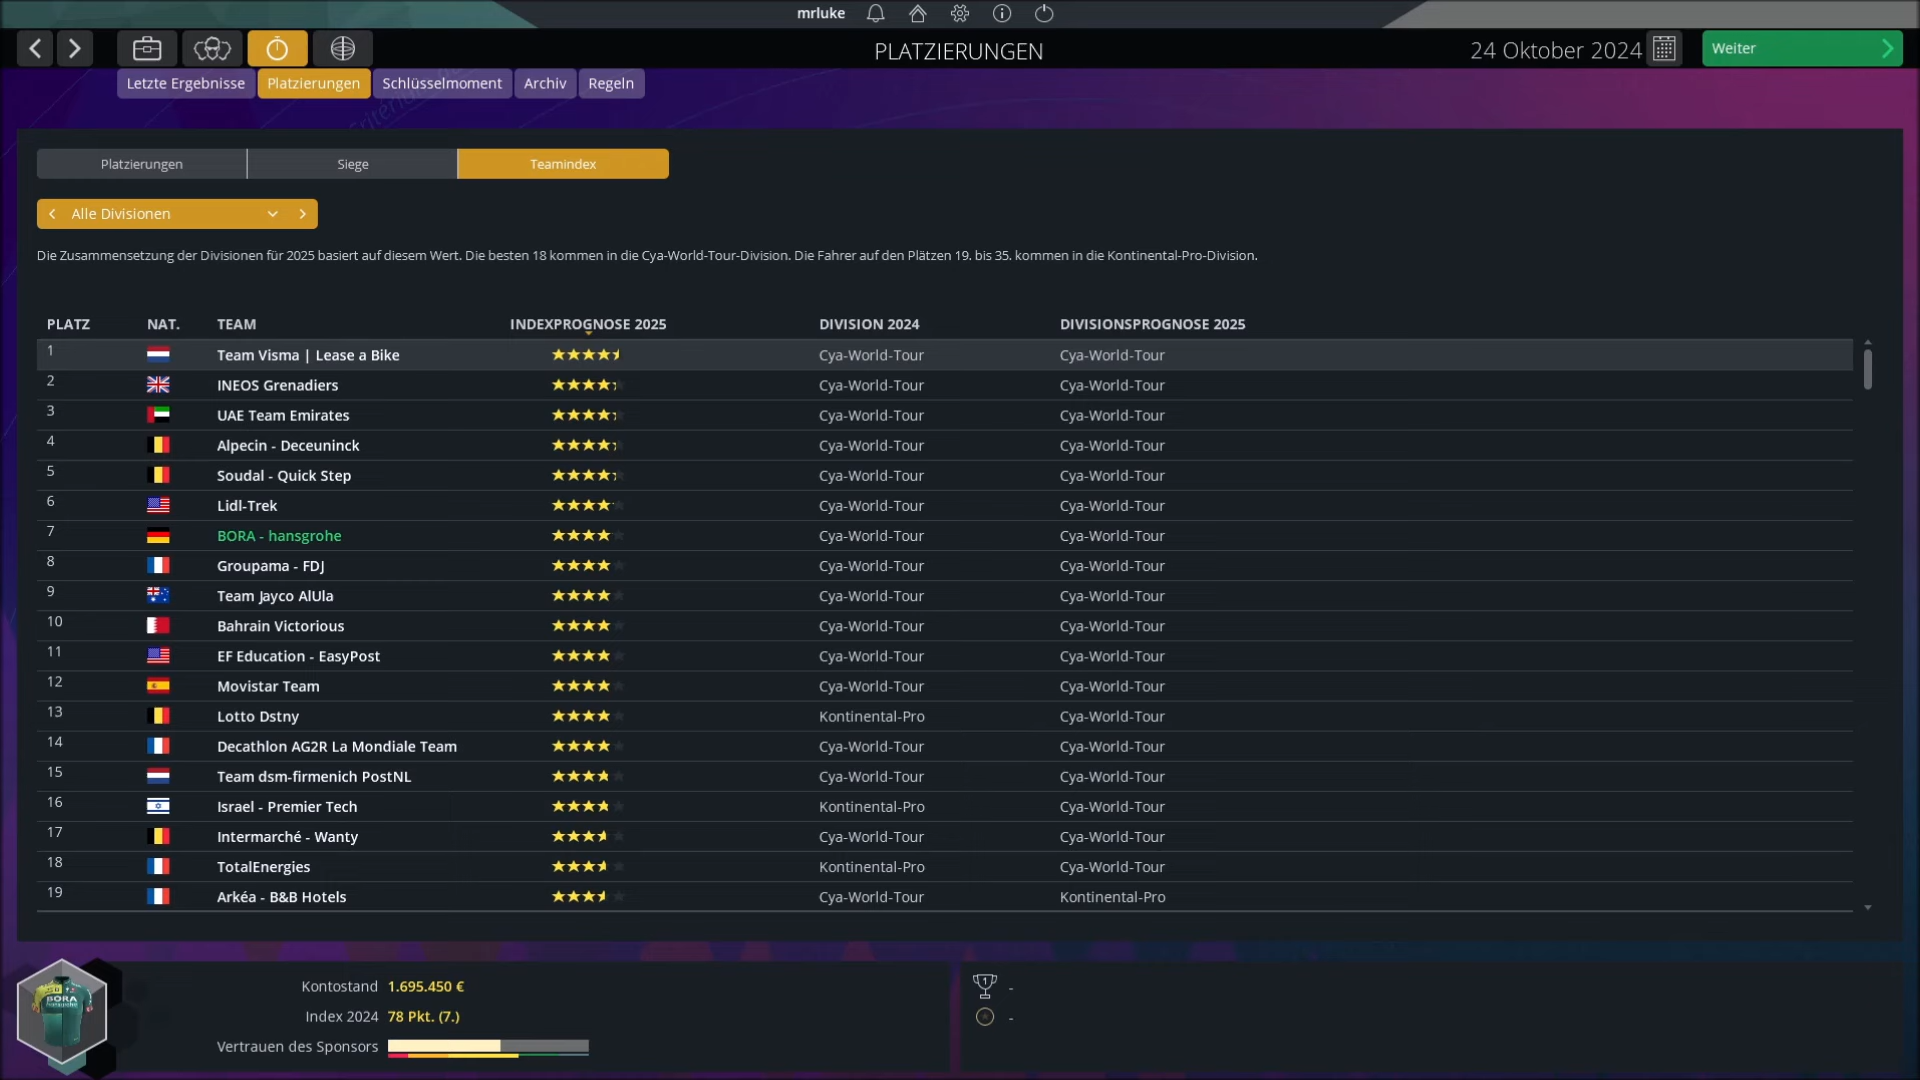 mrluke
PLATZIERUNGEN
24 Oktober 2024
Weiter
Letzte Ergebnisse Platzierungen Schlüsselmoment Archiv Regeln
Platzierungen Siege Teamindex
Alle Divisionen
Die Zusammensetzung der Divisionen für 2025 basiert auf diesem Wert. Die besten 18 kommen in die Cya-World-Tour-Division. Die Fahrer auf den Plätzen 19. bis 35. kommen in die Kontinental-Pro-Division.
PLATZ NAT. TEAM INDEXPROGNOSE 2025 DIVISION 2024 DIVISIONSPROGNOSE 2025
1 Team Visma | Lease a Bike Cya-World-Tour Cya-World-Tour
2 INEOS Grenadiers Cya-World-Tour Cya-World-Tour
3 UAE Team Emirates Cya-World-Tour Cya-World-Tour
4 Alpecin - Deceuninck Cya-World-Tour Cya-World-Tour
5 Soudal - Quick Step Cya-World-Tour Cya-World-Tour
6 Lidl-Trek Cya-World-Tour Cya-World-Tour
7 BORA - hansgrohe Cya-World-Tour Cya-World-Tour
8 Groupama - FDJ Cya-World-Tour Cya-World-Tour
9 Team Jayco AlUla Cya-World-Tour Cya-World-Tour
10 Bahrain Victorious Cya-World-Tour Cya-World-Tour
11 EF Education - EasyPost Cya-World-Tour Cya-World-Tour
12 Movistar Team Cya-World-Tour Cya-World-Tour
13 Lotto Dstny Kontinental-Pro Cya-World-Tour
14 Decathlon AG2R La Mondiale Team Cya-World-Tour Cya-World-Tour
15 Team dsm-firmenich PostNL Cya-World-Tour Cya-World-Tour
16 Israel - Premier Tech Kontinental-Pro Cya-World-Tour
17 Intermarché - Wanty Cya-World-Tour Cya-World-Tour
18 TotalEnergies Kontinental-Pro Cya-World-Tour
19 Arkéa - B&B Hotels Cya-World-Tour Kontinental-Pro
Kontostand 1.695.450 €
Index 2024 78 Pkt. (7.)
Vertrauen des Sponsors
1 -
-
BORA